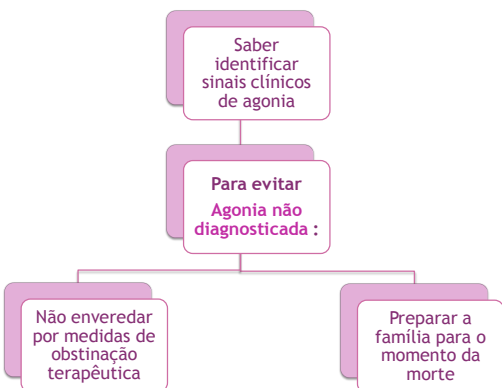 Saber
identificar
sinais clínicos
de agonia
Para evitar
Agonia não
diagnosticada :
Não enveredar
por medidas de
obstinação
terapêutica
Preparar a
família para o
momento da
morte